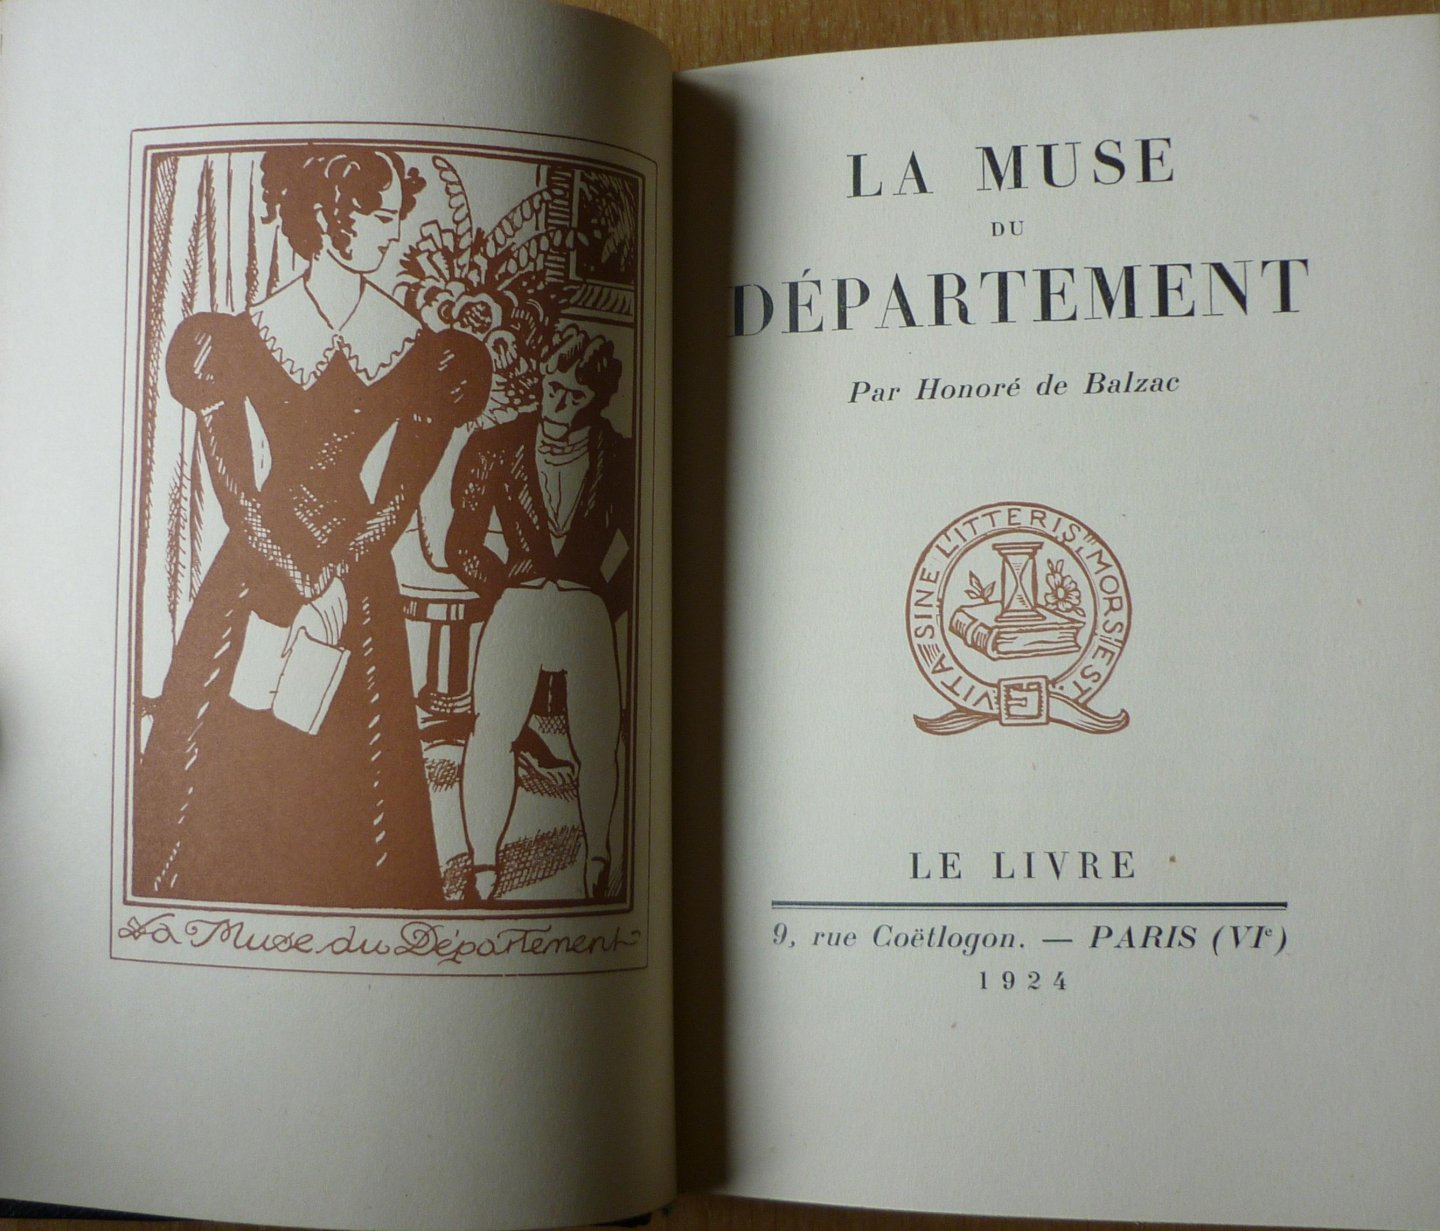 La Muse du Département
LA MUSE
DU
DÉPARTEMENT
Par Honoré de Balzac
VITA SINE LITTERIS MORS EST
LE LIVRE
9, rue Coëtlogon. — PARIS (VIe)
1924